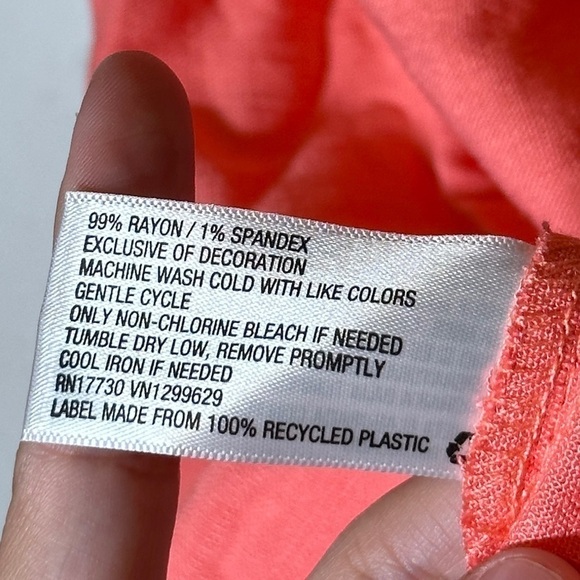 99% RAYON / 1% SPANDEX
EXCLUSIVE OF DECORATION
MACHINE WASH COLD WITH LIKE COLORS
GENTLE CYCLE
ONLY NON-CHLORINE BLEACH IF NEEDED
TUMBLE DRY LOW, REMOVE PROMPTLY
COOL IRON IF NEEDED
RN17730 VN1299629
LABEL MADE FROM 100% RECYCLED PLASTIC